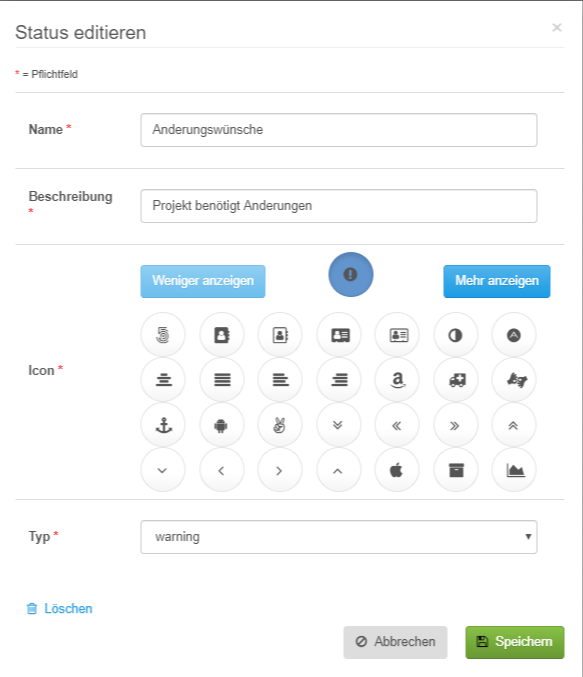 Status editieren
×
* = Pflichtfeld
Name *
Anderungswünsche
Beschreibung
*
Projekt benötigt Anderungen
Weniger anzeigen
Mehr anzeigen
Icon *
Typ *
warning
Löschen
Abbrechen
Speichern